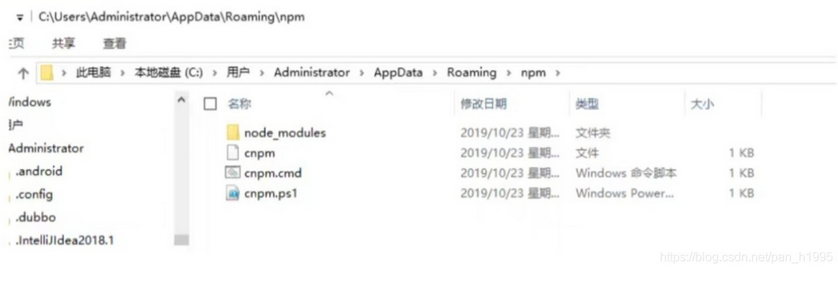 C:\Users\Administrator\AppData\Roaming\npm
主页 共享 查看
此电脑 > 本地磁盘 (C:) > 用户 > Administrator > AppData > Roaming > npm >
名称 修改日期 类型 大小
node_modules 2019/10/23 星期... 文件夹
cnpm 2019/10/23 星期... 文件 1 KB
cnpm.cmd 2019/10/23 星期... Windows 命令脚本 1 KB
cnpm.ps1 2019/10/23 星期... Windows Power... 1 KB
Windows
用户
Administrator
.android
.config
.dubbo
.IntelliJIdea2018.1
https://blog.csdn.net/pan_h1995